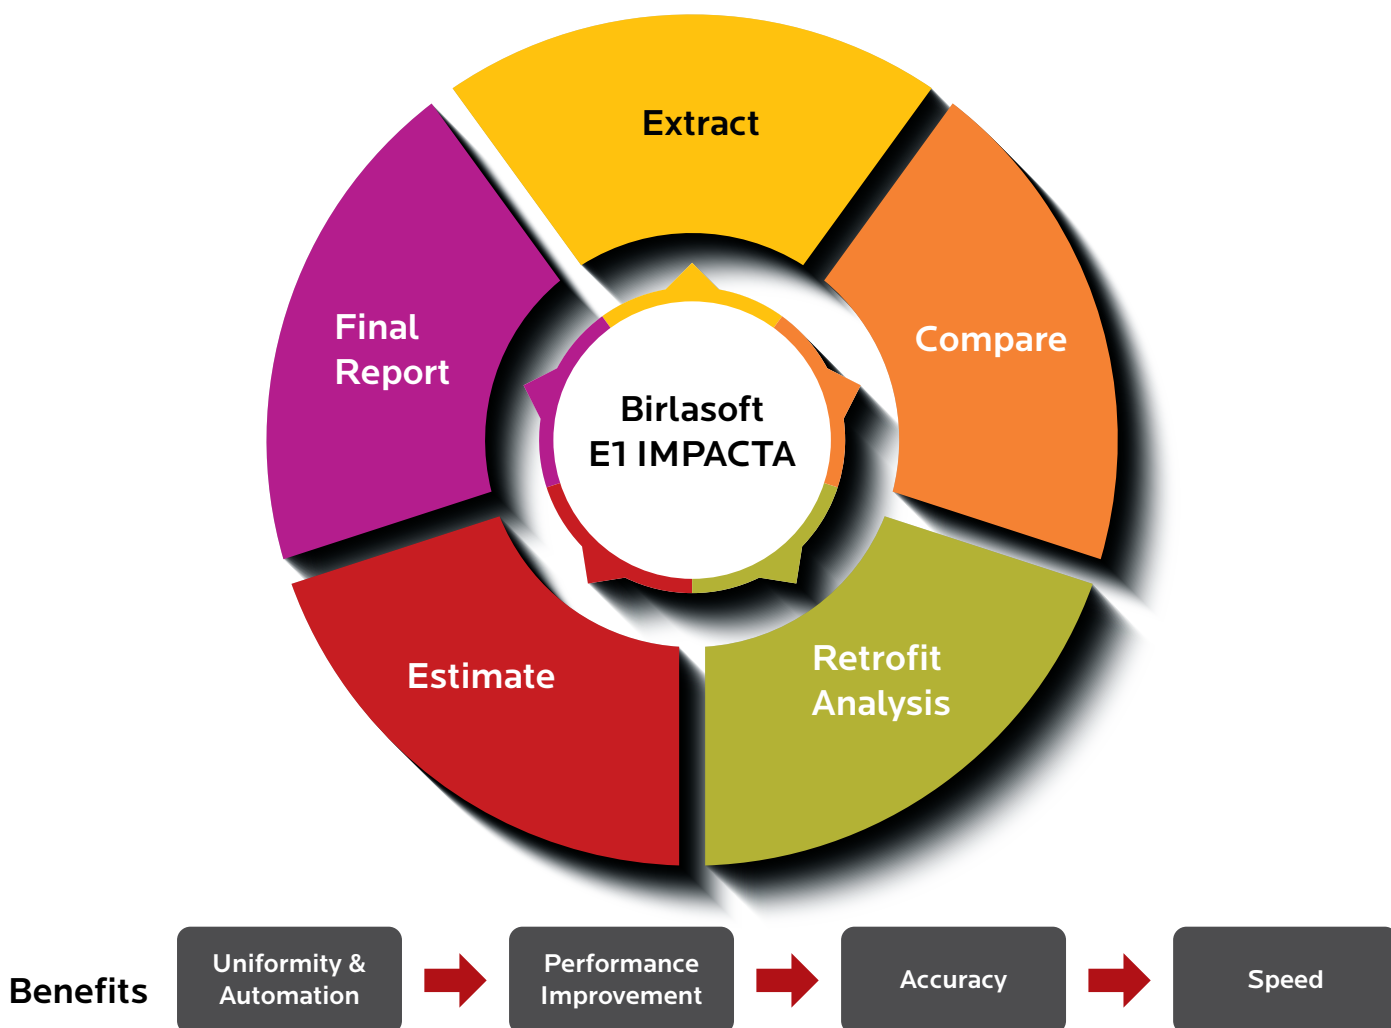 Extract
Compare
Retrofit
Analysis
Estimate
Final
Report
Birlasoft
E1 IMPACTA
Benefits
Uniformity &
Automation
Performance
Improvement
Accuracy
Speed